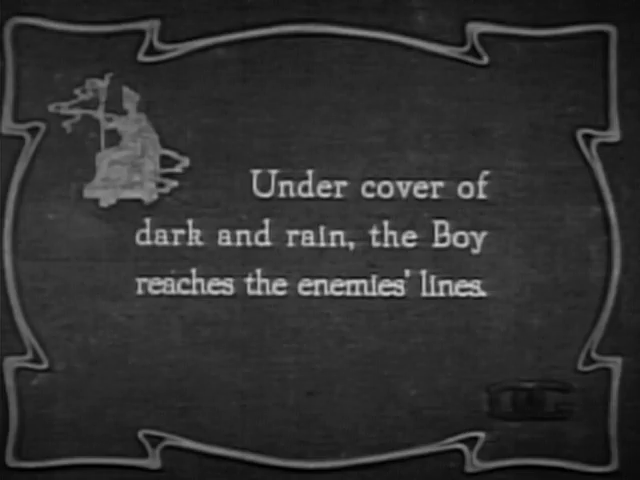 Under cover of
dark and rain, the Boy
reaches the enemies' lines.